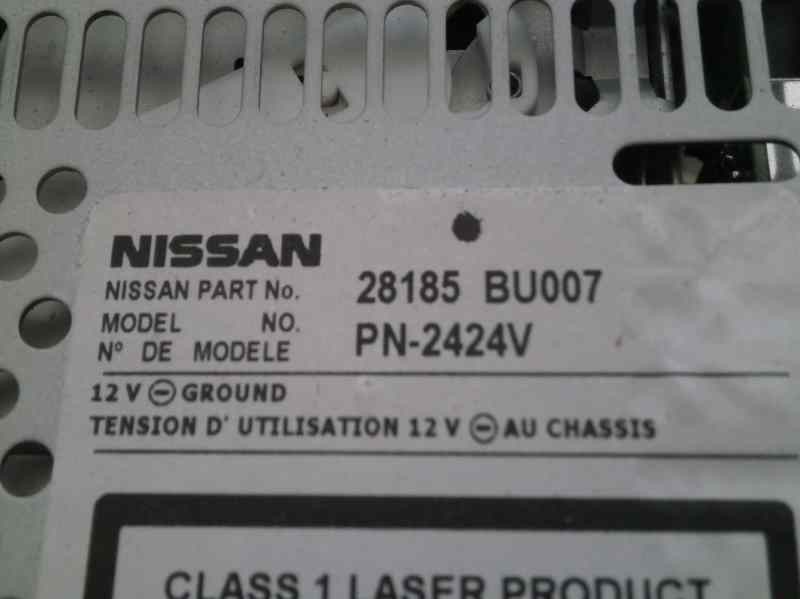 NISSAN
NISSAN PART No. 28185 BU007
MODEL NO. PN-2424V
Nº DE MODELE
12 V ⊖ GROUND
TENSION D' UTILISATION 12 V ⊖ AU CHASSIS
CLASS 1 LASER PRODUCT